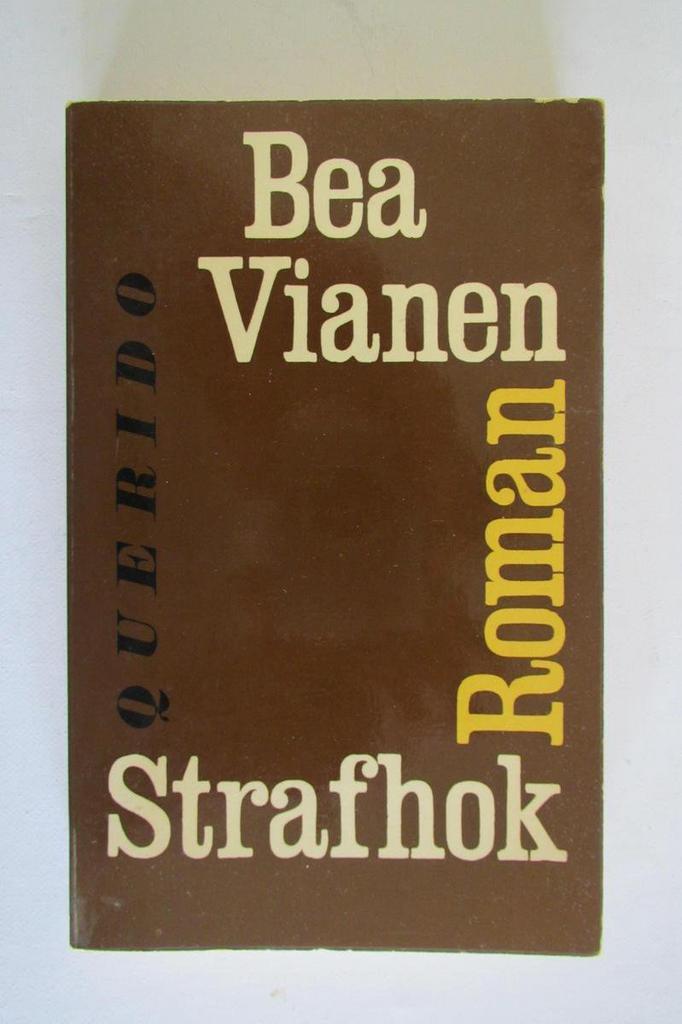 Bea
Vianen
QUERIDO
Roman
Strafhok